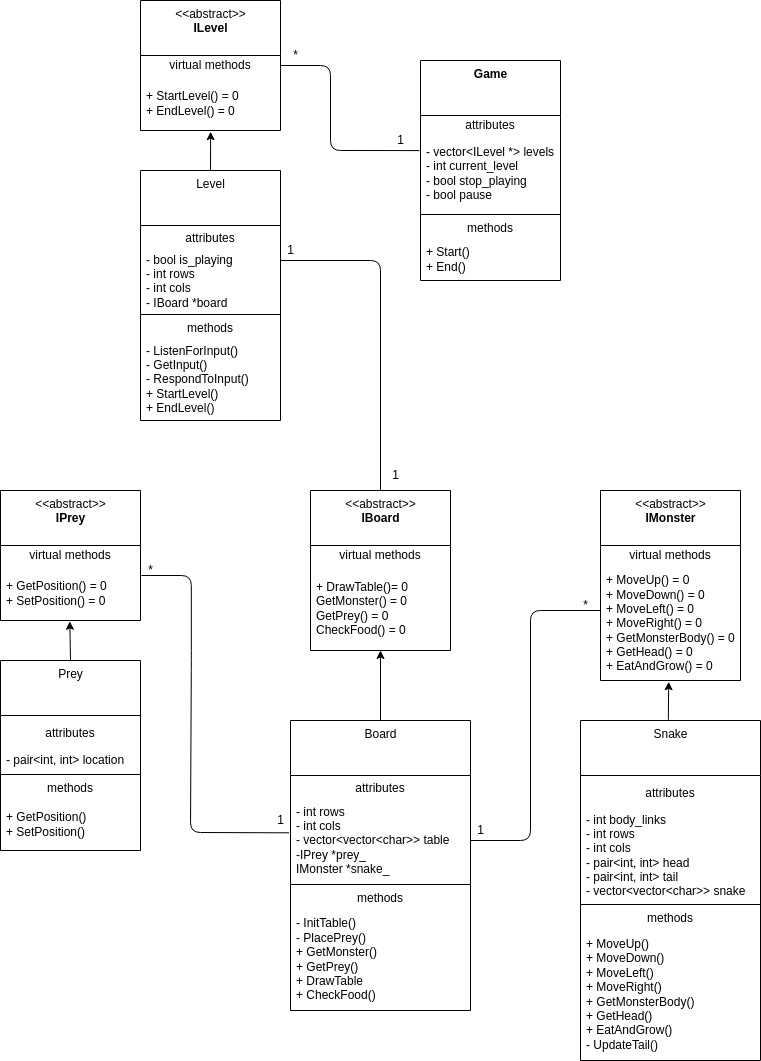 <<abstract>>
ILevel
virtual methods
+ StartLevel() = 0
+ EndLevel() = 0
*
1
Game
attributes
- vector<ILevel *> levels
- int current_level
- bool stop_playing
- bool pause
methods
+ Start()
+ End()
Level
attributes
- bool is_playing
- int rows
- int cols
- IBoard *board
methods
- ListenForInput()
- GetInput()
- RespondToInput()
+ StartLevel()
+ EndLevel()
1
1
<<abstract>>
IPrey
virtual methods
+ GetPosition() = 0
+ SetPosition() = 0
*
<<abstract>>
IBoard
virtual methods
+ DrawTable()= 0
GetMonster() = 0
GetPrey() = 0
CheckFood() = 0
<<abstract>>
IMonster
virtual methods
+ MoveUp() = 0
+ MoveDown() = 0
+ MoveLeft() = 0
+ MoveRight() = 0
+ GetMonsterBody() = 0
+ GetHead() = 0
+ EatAndGrow() = 0
*
Prey
attributes
- pair<int, int> location
methods
+ GetPosition()
+ SetPosition()
1
Board
attributes
- int rows
- int cols
- vector<vector<char>> table
-IPrey *prey_
IMonster *snake_
methods
- InitTable()
- PlacePrey()
+ GetMonster()
+ GetPrey()
+ DrawTable
+ CheckFood()
1
Snake
attributes
- int body_links
- int rows
- int cols
- pair<int, int> head
- pair<int, int> tail
- vector<vector<char>> snake
methods
+ MoveUp()
+ MoveDown()
+ MoveLeft()
+ MoveRight()
+ GetMonsterBody()
+ GetHead()
+ EatAndGrow()
- UpdateTail()